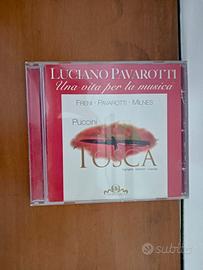 LUCIANO PAVAROTTI
Una vita per la musica
FRENI · PAVAROTTI · MILNES
Puccini
TOSCA
subito